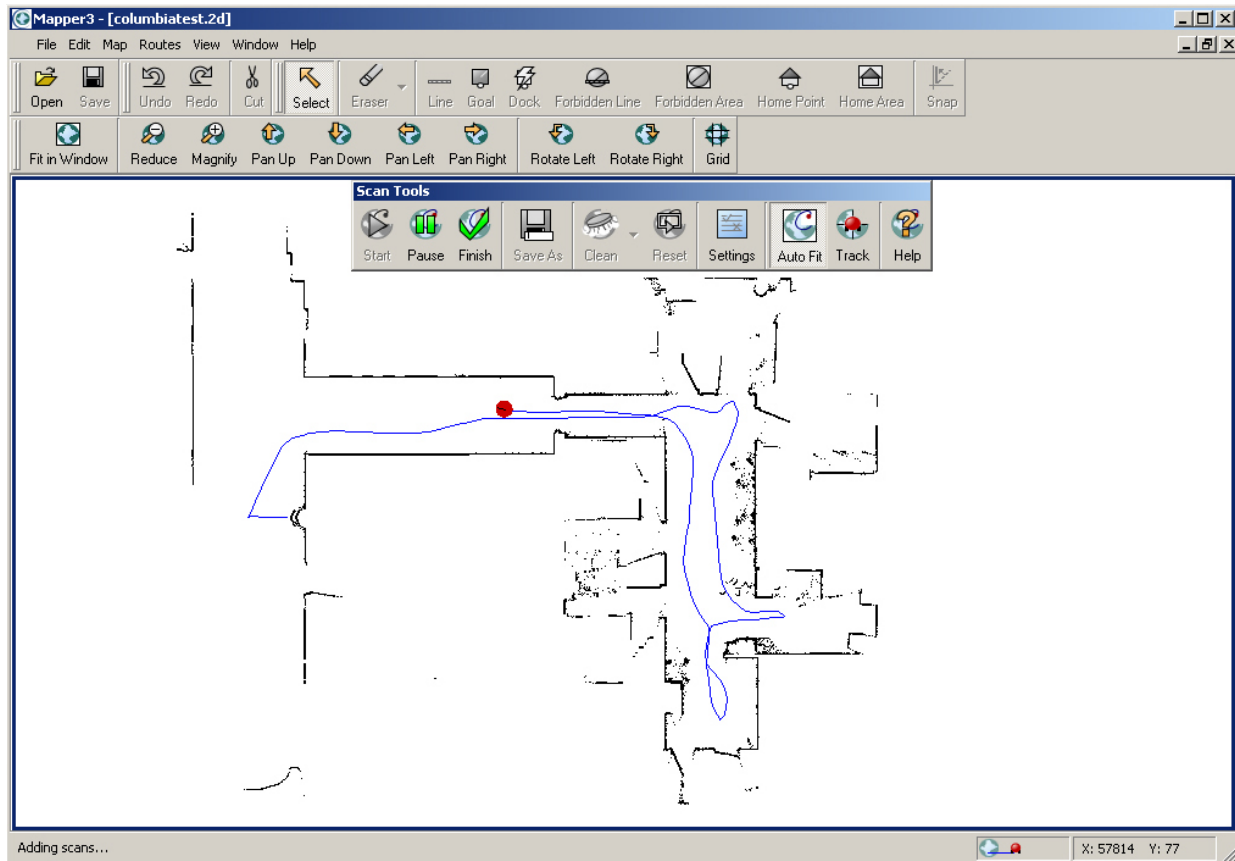 Mapper3 - [columbiatest.2d]
File Edit Map Routes View Window Help
Open Save Undo Redo Cut Select Eraser Line Goal Dock Forbidden Line Forbidden Area Home Point Home Area Snap
Fit in Window Reduce Magnify Pan Up Pan Down Pan Left Pan Right Rotate Left Rotate Right Grid
Scan Tools
Start Pause Finish Save As Clean Reset Settings Auto Fit Track Help
Adding scans... X: 57814 Y: 77